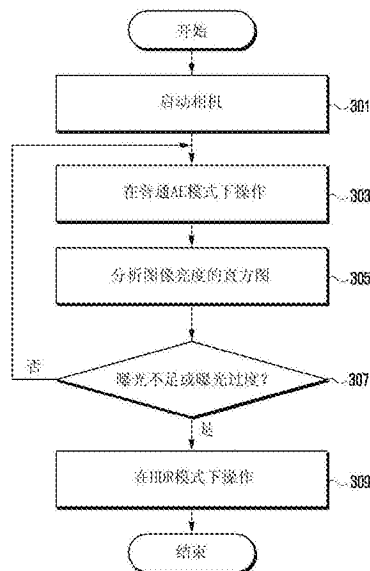 开始
启动相机
301
在普通AE模式下操作
303
分析图像亮度的直方图
305
曝光不足或曝光过度？
307
否
是
在HDR模式下操作
309
结束